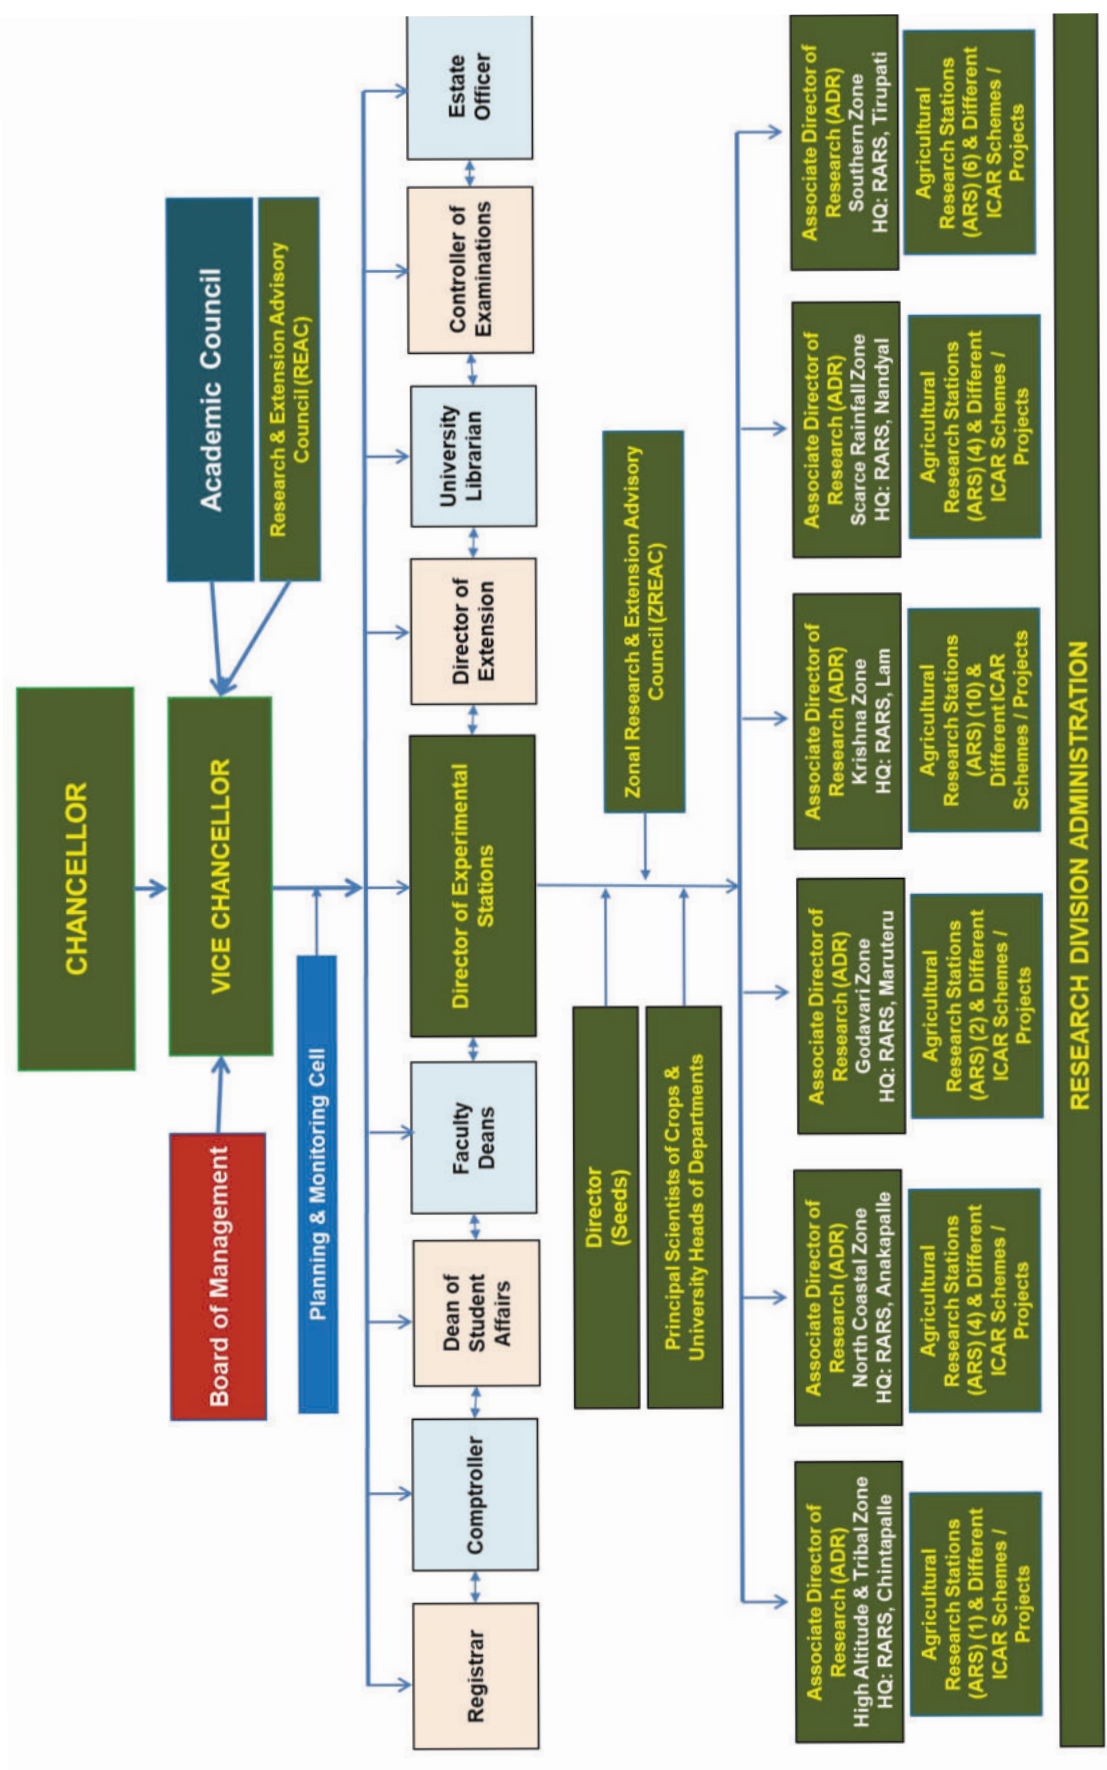 CHANCELLOR
Board of Management
VICE CHANCELLOR
Academic Council
Research & Extension Advisory
Council (REAC)
Planning & Monitoring Cell
Registrar
Comptroller
Dean of
Student
Affairs
Faculty
Deans
Director of Experimental
Stations
Director of
Extension
University
Librarian
Controller of
Examinations
Estate
Officer
Director
(Seeds)
Principal Scientists of Crops &
University Heads of Departments
Zonal Research & Extension Advisory
Council (ZREAC)
Associate Director of
Research (ADR)
High Altitude & Tribal Zone
HQ: RARS, Chintapalle
Associate Director of
Research (ADR)
North Coastal Zone
HQ: RARS, Anakapalle
Associate Director of
Research (ADR)
Godavari Zone
HQ: RARS, Maruteru
Associate Director of
Research (ADR)
Krishna Zone
HQ: RARS, Lam
Associate Director of
Research (ADR)
Scarce Rainfall Zone
HQ: RARS, Nandyal
Associate Director of
Research (ADR)
Southern Zone
HQ: RARS, Tirupati
Agricultural
Research Stations
(ARS) (1) & Different
ICAR Schemes /
Projects
Agricultural
Research Stations
(ARS) (4) & Different
ICAR Schemes /
Projects
Agricultural
Research Stations
(ARS) (2) & Different
ICAR Schemes /
Projects
Agricultural
Research Stations
(ARS) (10) &
Different ICAR
Schemes / Projects
Agricultural
Research Stations
(ARS) (4) & Different
ICAR Schemes /
Projects
Agricultural
Research Stations
(ARS) (6) & Different
ICAR Schemes /
Projects
RESEARCH DIVISION ADMINISTRATION